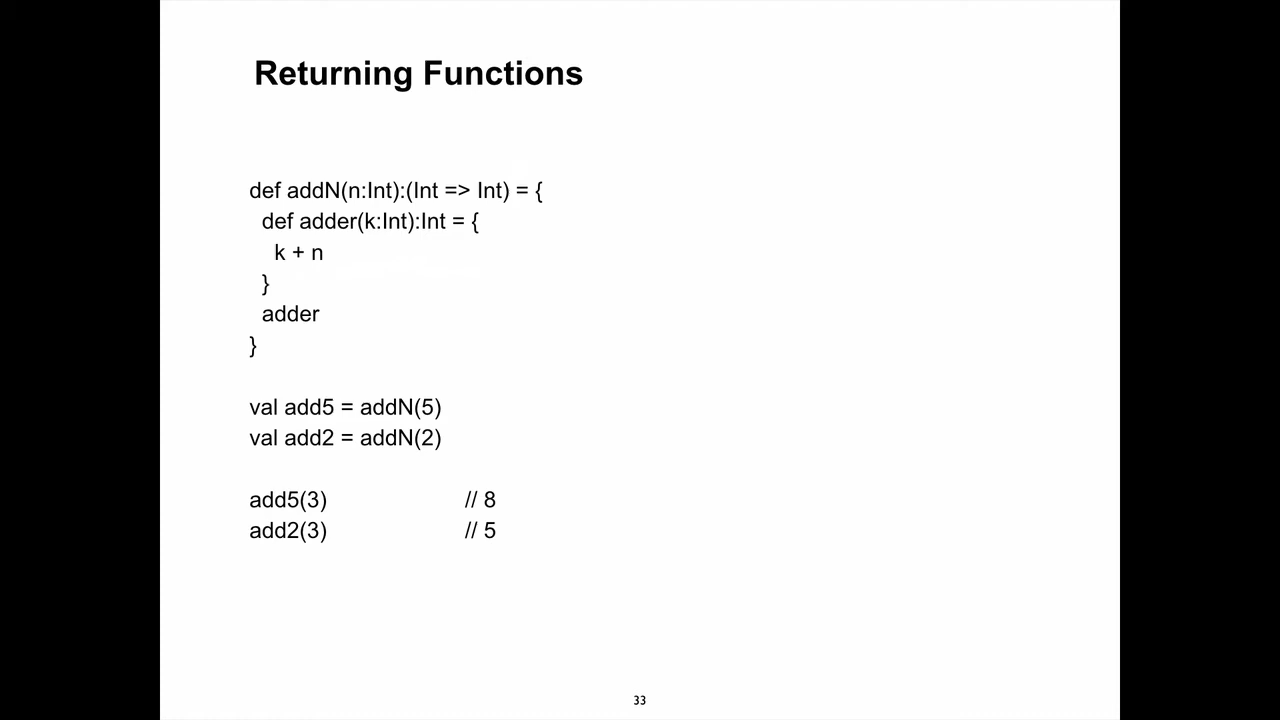 Returning Functions
def addN(n:Int):(Int => Int) = {
def adder(k:Int):Int = {
k + n
}
adder
}
val add5 = addN(5)
val add2 = addN(2)
add5(3) // 8
add2(3) // 5
33